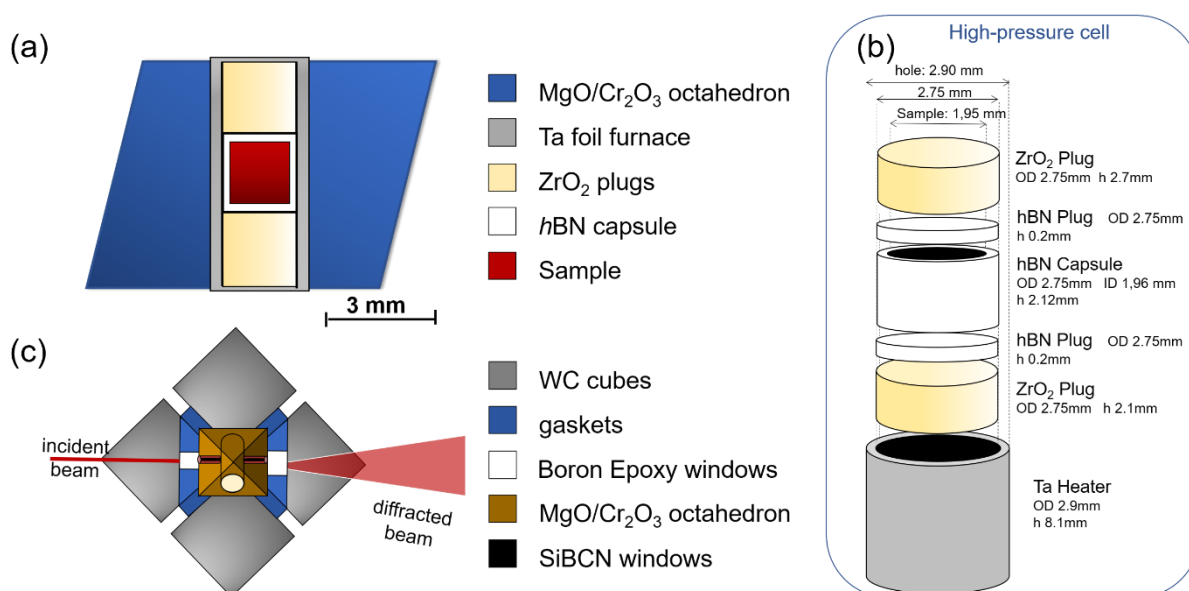 (a)
MgO/Cr₂O₃ octahedron
Ta foil furnace
ZrO₂ plugs
hBN capsule
Sample
3 mm
(c)
incident
beam
diffracted
beam
WC cubes
gaskets
Boron Epoxy windows
MgO/Cr₂O₃ octahedron
SiBCN windows
High-pressure cell
(b)
hole: 2.90 mm
2.75 mm
Sample: 1,95 mm
ZrO₂ Plug
OD 2.75mm h 2.7mm
hBN Plug OD 2.75mm
h 0.2mm
hBN Capsule
OD 2.75mm ID 1,96 mm
h 2.12mm
hBN Plug OD 2.75mm
h 0.2mm
ZrO₂ Plug
OD 2.75mm h 2.1mm
Ta Heater
OD 2.9mm
h 8.1mm